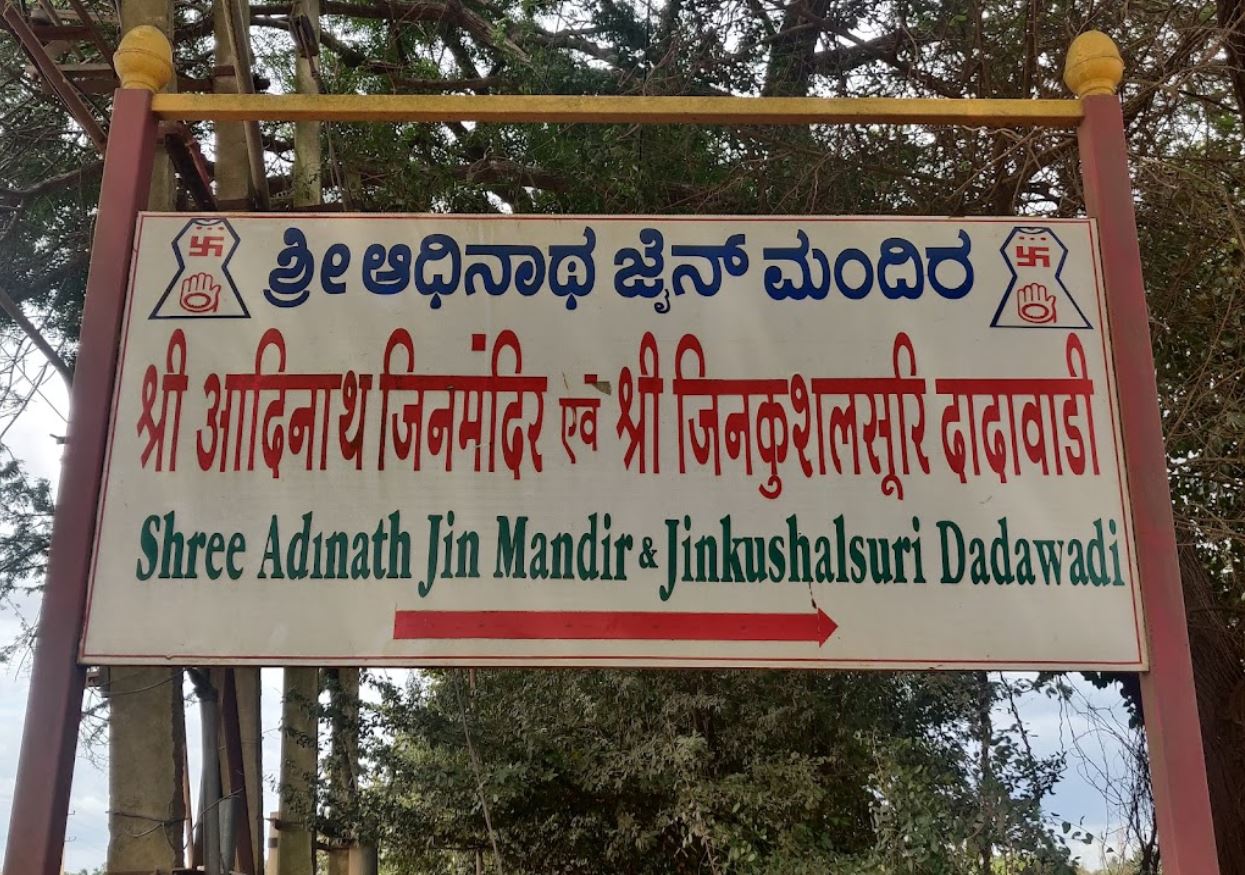 ಶ್ರೀ ಆಧಿನಾಥ ಜೈನ್ ಮಂದಿರ
श्री आदिनाथ जिनमंदिर एवं श्री जिनकुशलसूरि दादावाडी
Shree Adinath Jin Mandir & Jinkushalsuri Dadawadi